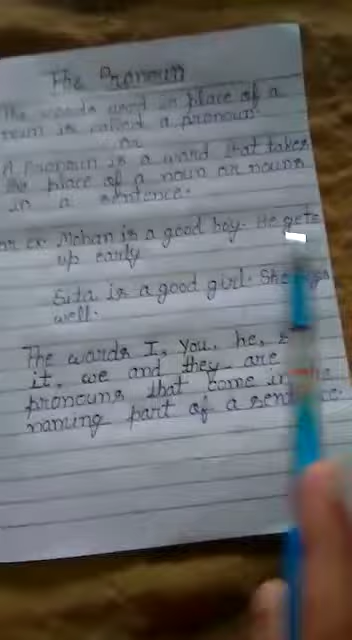 The Pronoun
The words used in place of a
noun is called a pronoun.
or
A pronoun is a word that takes
the place of a noun or nouns
in a sentence.
or ex. Mohan is a good boy. He gets
up early
Sita is a good girl. She
well.
The words I, You, he,
it, we and they are
pronouns that come in the
naming part of a sentence.